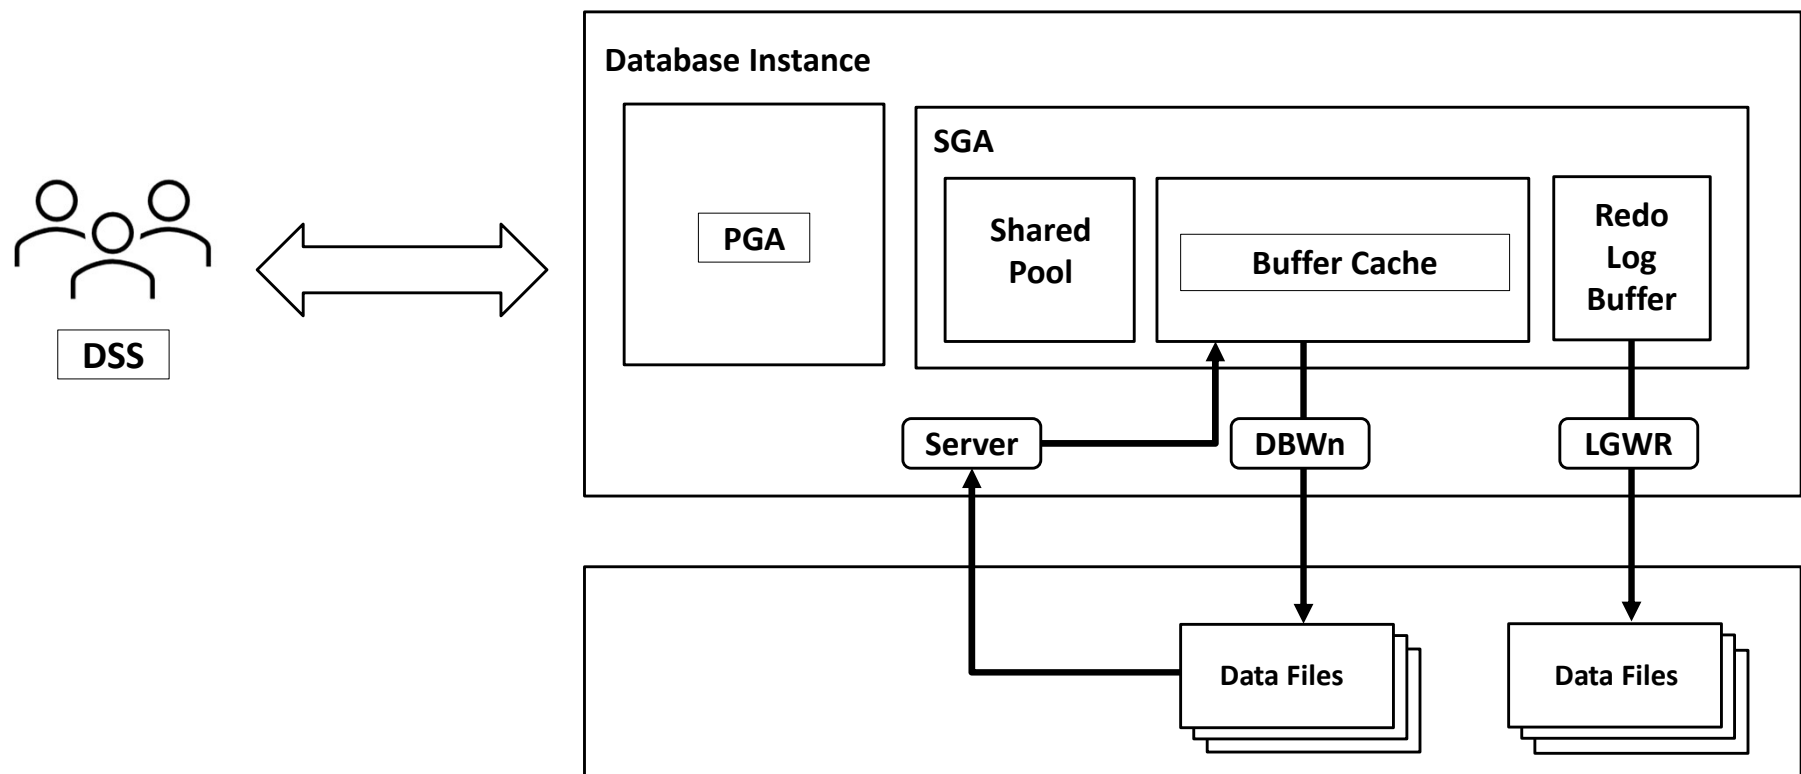 Database Instance
SGA
PGA
Shared
Pool
Buffer Cache
Redo
Log
Buffer
DSS
Server
DBWn
LGWR
Data Files
Data Files